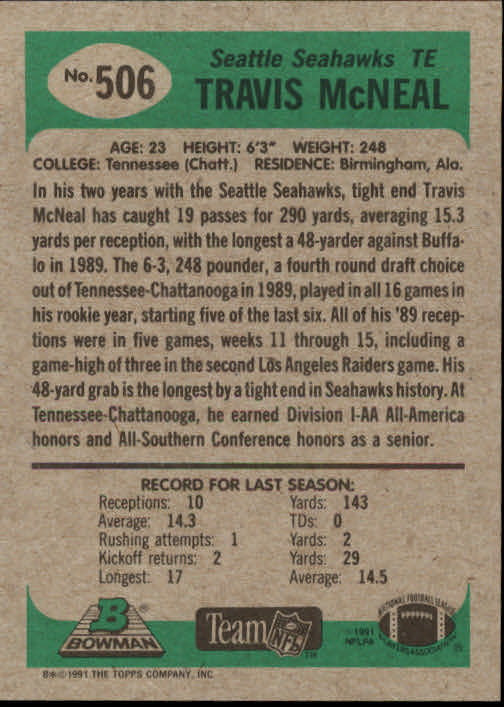 No. 506
Seattle Seahawks TE
TRAVIS McNEAL
AGE: 23 HEIGHT: 6'3" WEIGHT: 248
COLLEGE: Tennessee (Chatt.) RESIDENCE: Birmingham, Ala.
In his two years with the Seattle Seahawks, tight end Travis
McNeal has caught 19 passes for 290 yards, averaging 15.3
yards per reception, with the longest a 48-yarder against Buffa-
lo in 1989. The 6-3, 248 pounder, a fourth round draft choice
out of Tennessee-Chattanooga in 1989, played in all 16 games in
his rookie year, starting five of the last six. All of his '89 recep-
tions were in five games, weeks 11 through 15, including a
game-high of three in the second Los Angeles Raiders game. His
48-yard grab is the longest by a tight end in Seahawks history. At
Tennessee-Chattanooga, he earned Division I-AA All-America
honors and All-Southern Conference honors as a senior.
RECORD FOR LAST SEASON:
Receptions: 10 Yards: 143
Average: 14.3 TDs: 0
Rushing attempts: 1 Yards: 2
Kickoff returns: 2 Yards: 29
Longest: 17 Average: 14.5
B ®
BOWMAN
Team NFL TM
© 1991
NFLPA
NATIONAL FOOTBALL LEAGUE
PLAYERS ASSOCIATION ®
B*© 1991 THE TOPPS COMPANY, INC.